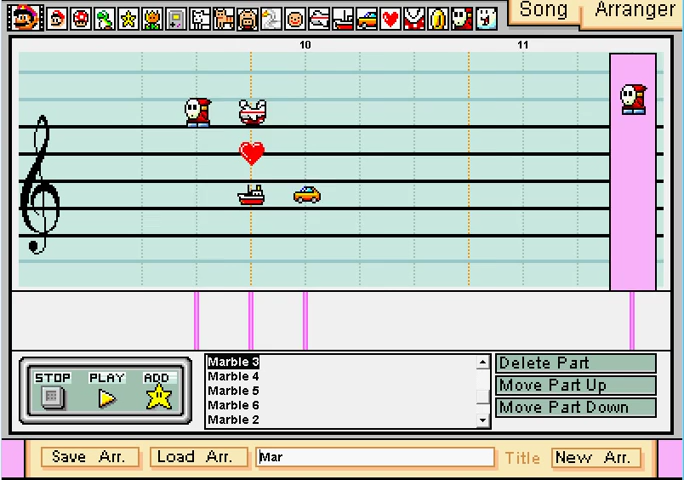 Song Arranger
10 11
STOP PLAY ADD
Marble 3
Marble 4
Marble 5
Marble 6
Marble 2
Delete Part
Move Part Up
Move Part Down
Save Arr. Load Arr. Mar Title New Arr.